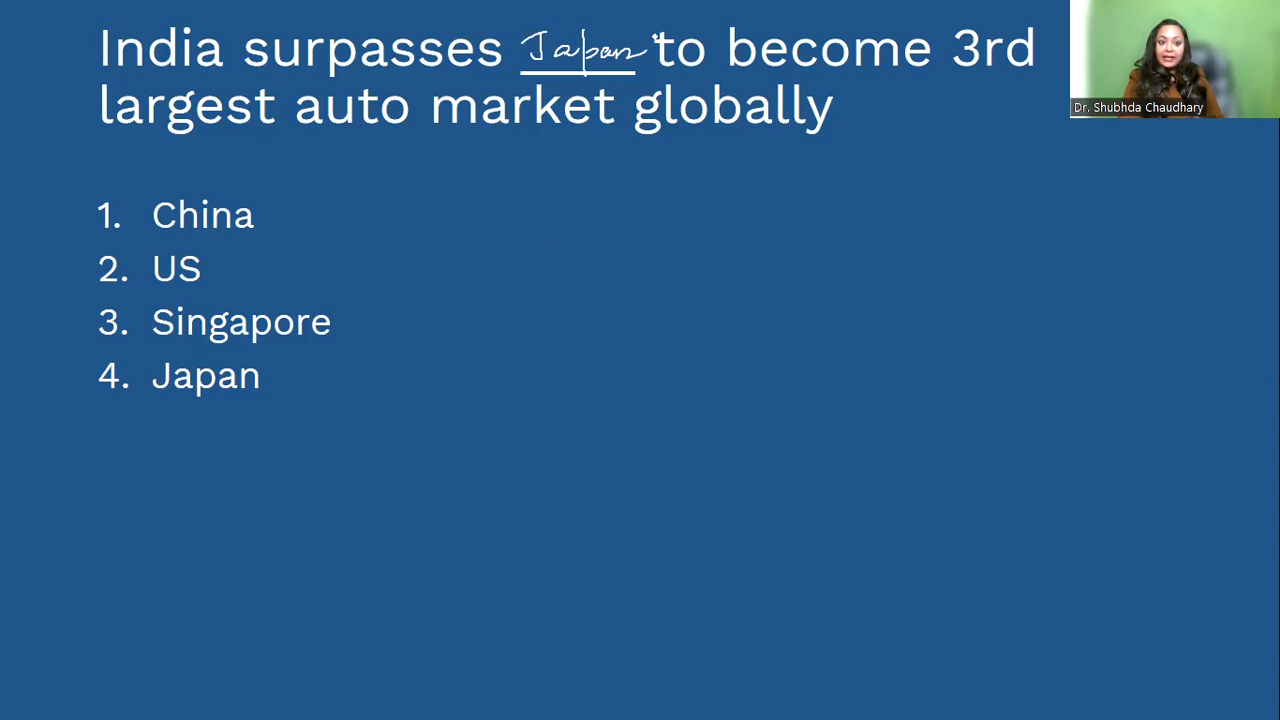 India surpasses Japan to become 3rd
largest auto market globally
Dr. Shubhda Chaudhary
1. China
2. US
3. Singapore
4. Japan